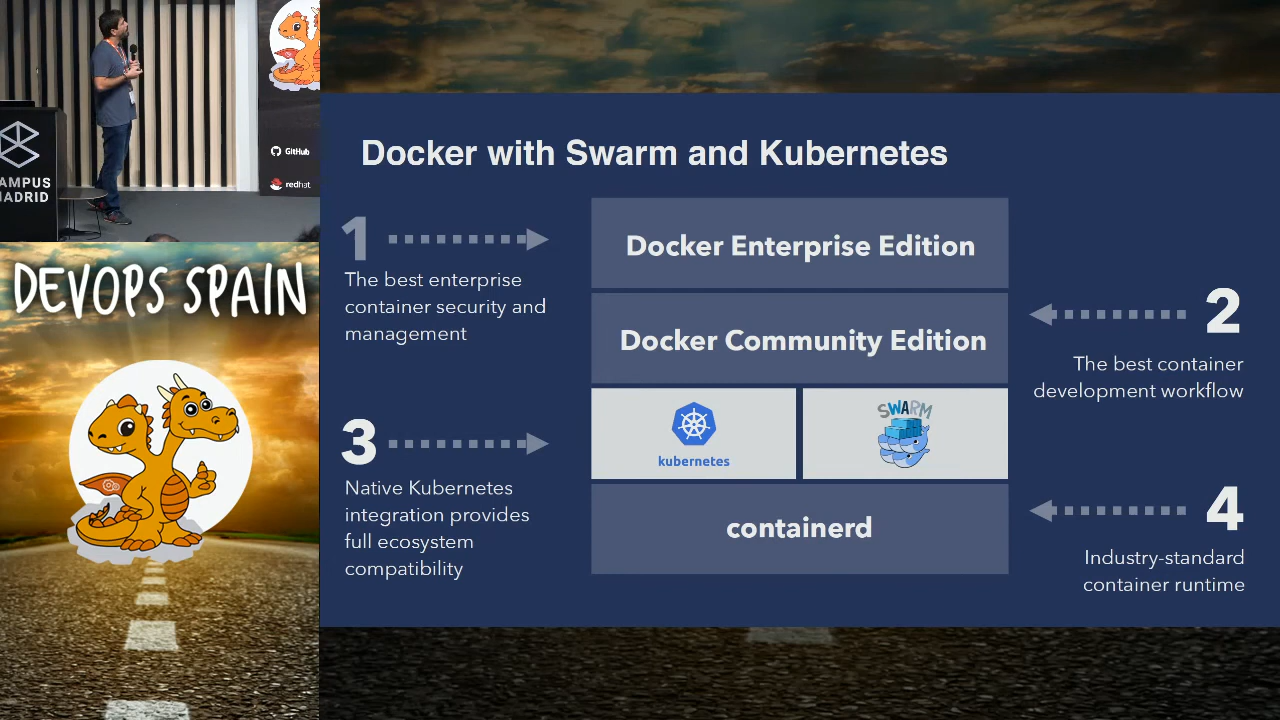 GitHub
redhat
AMPUS
MADRID
DEVOPS SPAIN
Docker with Swarm and Kubernetes
1
The best enterprise
container security and
management
Docker Enterprise Edition
Docker Community Edition
2
The best container
development workflow
3
Native Kubernetes
integration provides
full ecosystem
compatibility
kubernetes
SWARM
containerd
4
Industry-standard
container runtime